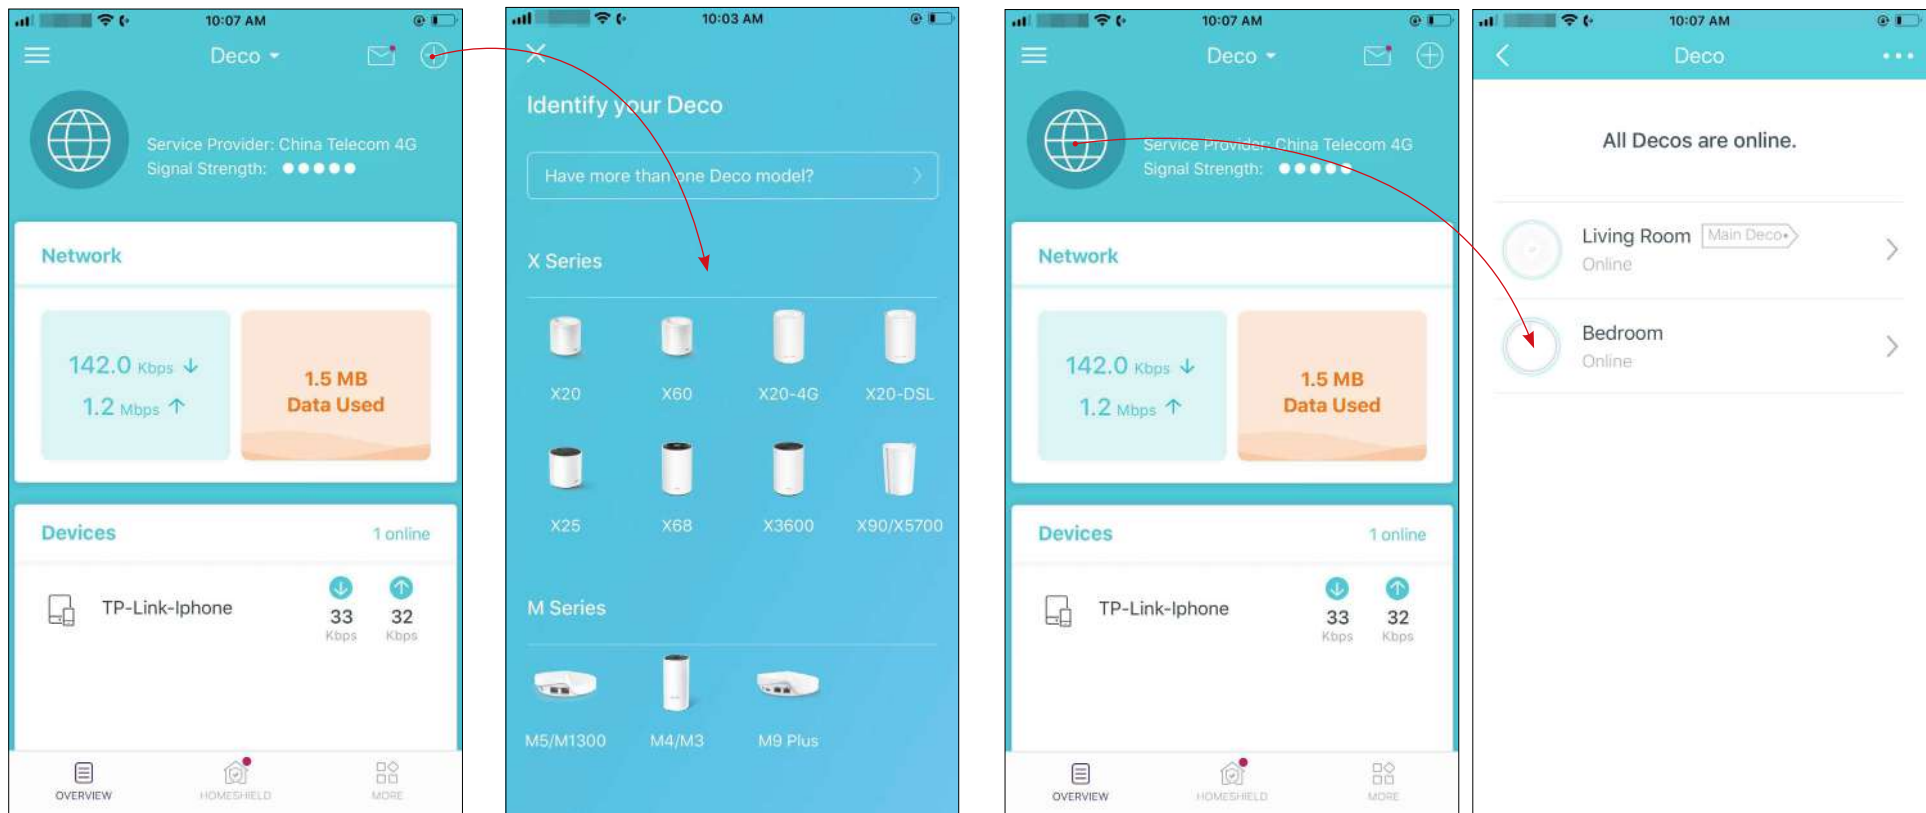 10:07 AM
Deco
Service Provider: China Telecom 4G
Signal Strength:
Network
142.0 Kbps ↓
1.2 Mbps ↑
1.5 MB
Data Used
Devices
1 online
TP-Link-Iphone
33
Kbps
32
Kbps
OVERVIEW
HOMESHIELD
MORE
10:03 AM
Identify your Deco
Have more than one Deco model?
X Series
X20
X60
X20-4G
X20-DSL
X25
X68
X3600
X90/X5700
M Series
M5/M1300
M4/M3
M9 Plus
10:07 AM
Deco
Service Provider: China Telecom 4G
Signal Strength:
Network
142.0 Kbps ↓
1.2 Mbps ↑
1.5 MB
Data Used
Devices
1 online
TP-Link-Iphone
33
Kbps
32
Kbps
OVERVIEW
HOMESHIELD
MORE
10:07 AM
Deco
All Decos are online.
Living Room
Main Deco
Online
Bedroom
Online